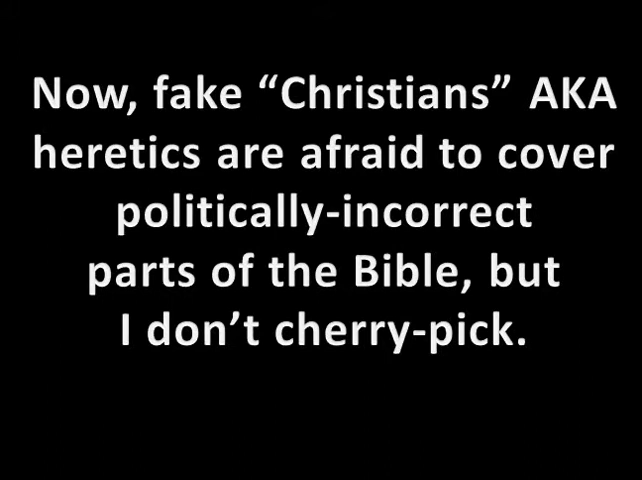 Now, fake “Christians” AKA
heretics are afraid to cover
politically-incorrect
parts of the Bible, but
I don’t cherry-pick.